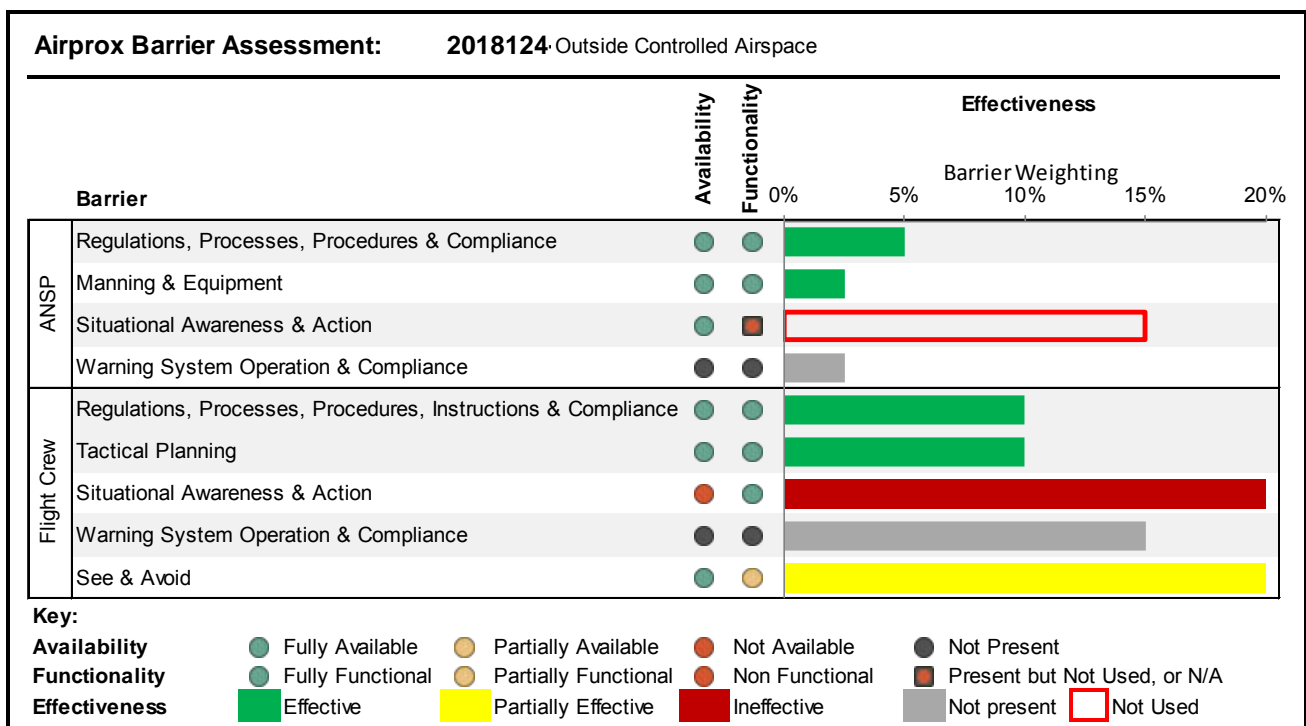 Airprox Barrier Assessment: 2018124 Outside Controlled Airspace
Barrier
Availability
Functionality
Effectiveness
Barrier Weighting
0% 5% 10% 15% 20%
ANSP
Regulations, Processes, Procedures & Compliance
Manning & Equipment
Situational Awareness & Action
Warning System Operation & Compliance
Flight Crew
Regulations, Processes, Procedures, Instructions & Compliance
Tactical Planning
Situational Awareness & Action
Warning System Operation & Compliance
See & Avoid
Key:
Availability Fully Available Partially Available Not Available Not Present
Functionality Fully Functional Partially Functional Non Functional Present but Not Used, or N/A
Effectiveness Effective Partially Effective Ineffective Not present Not Used